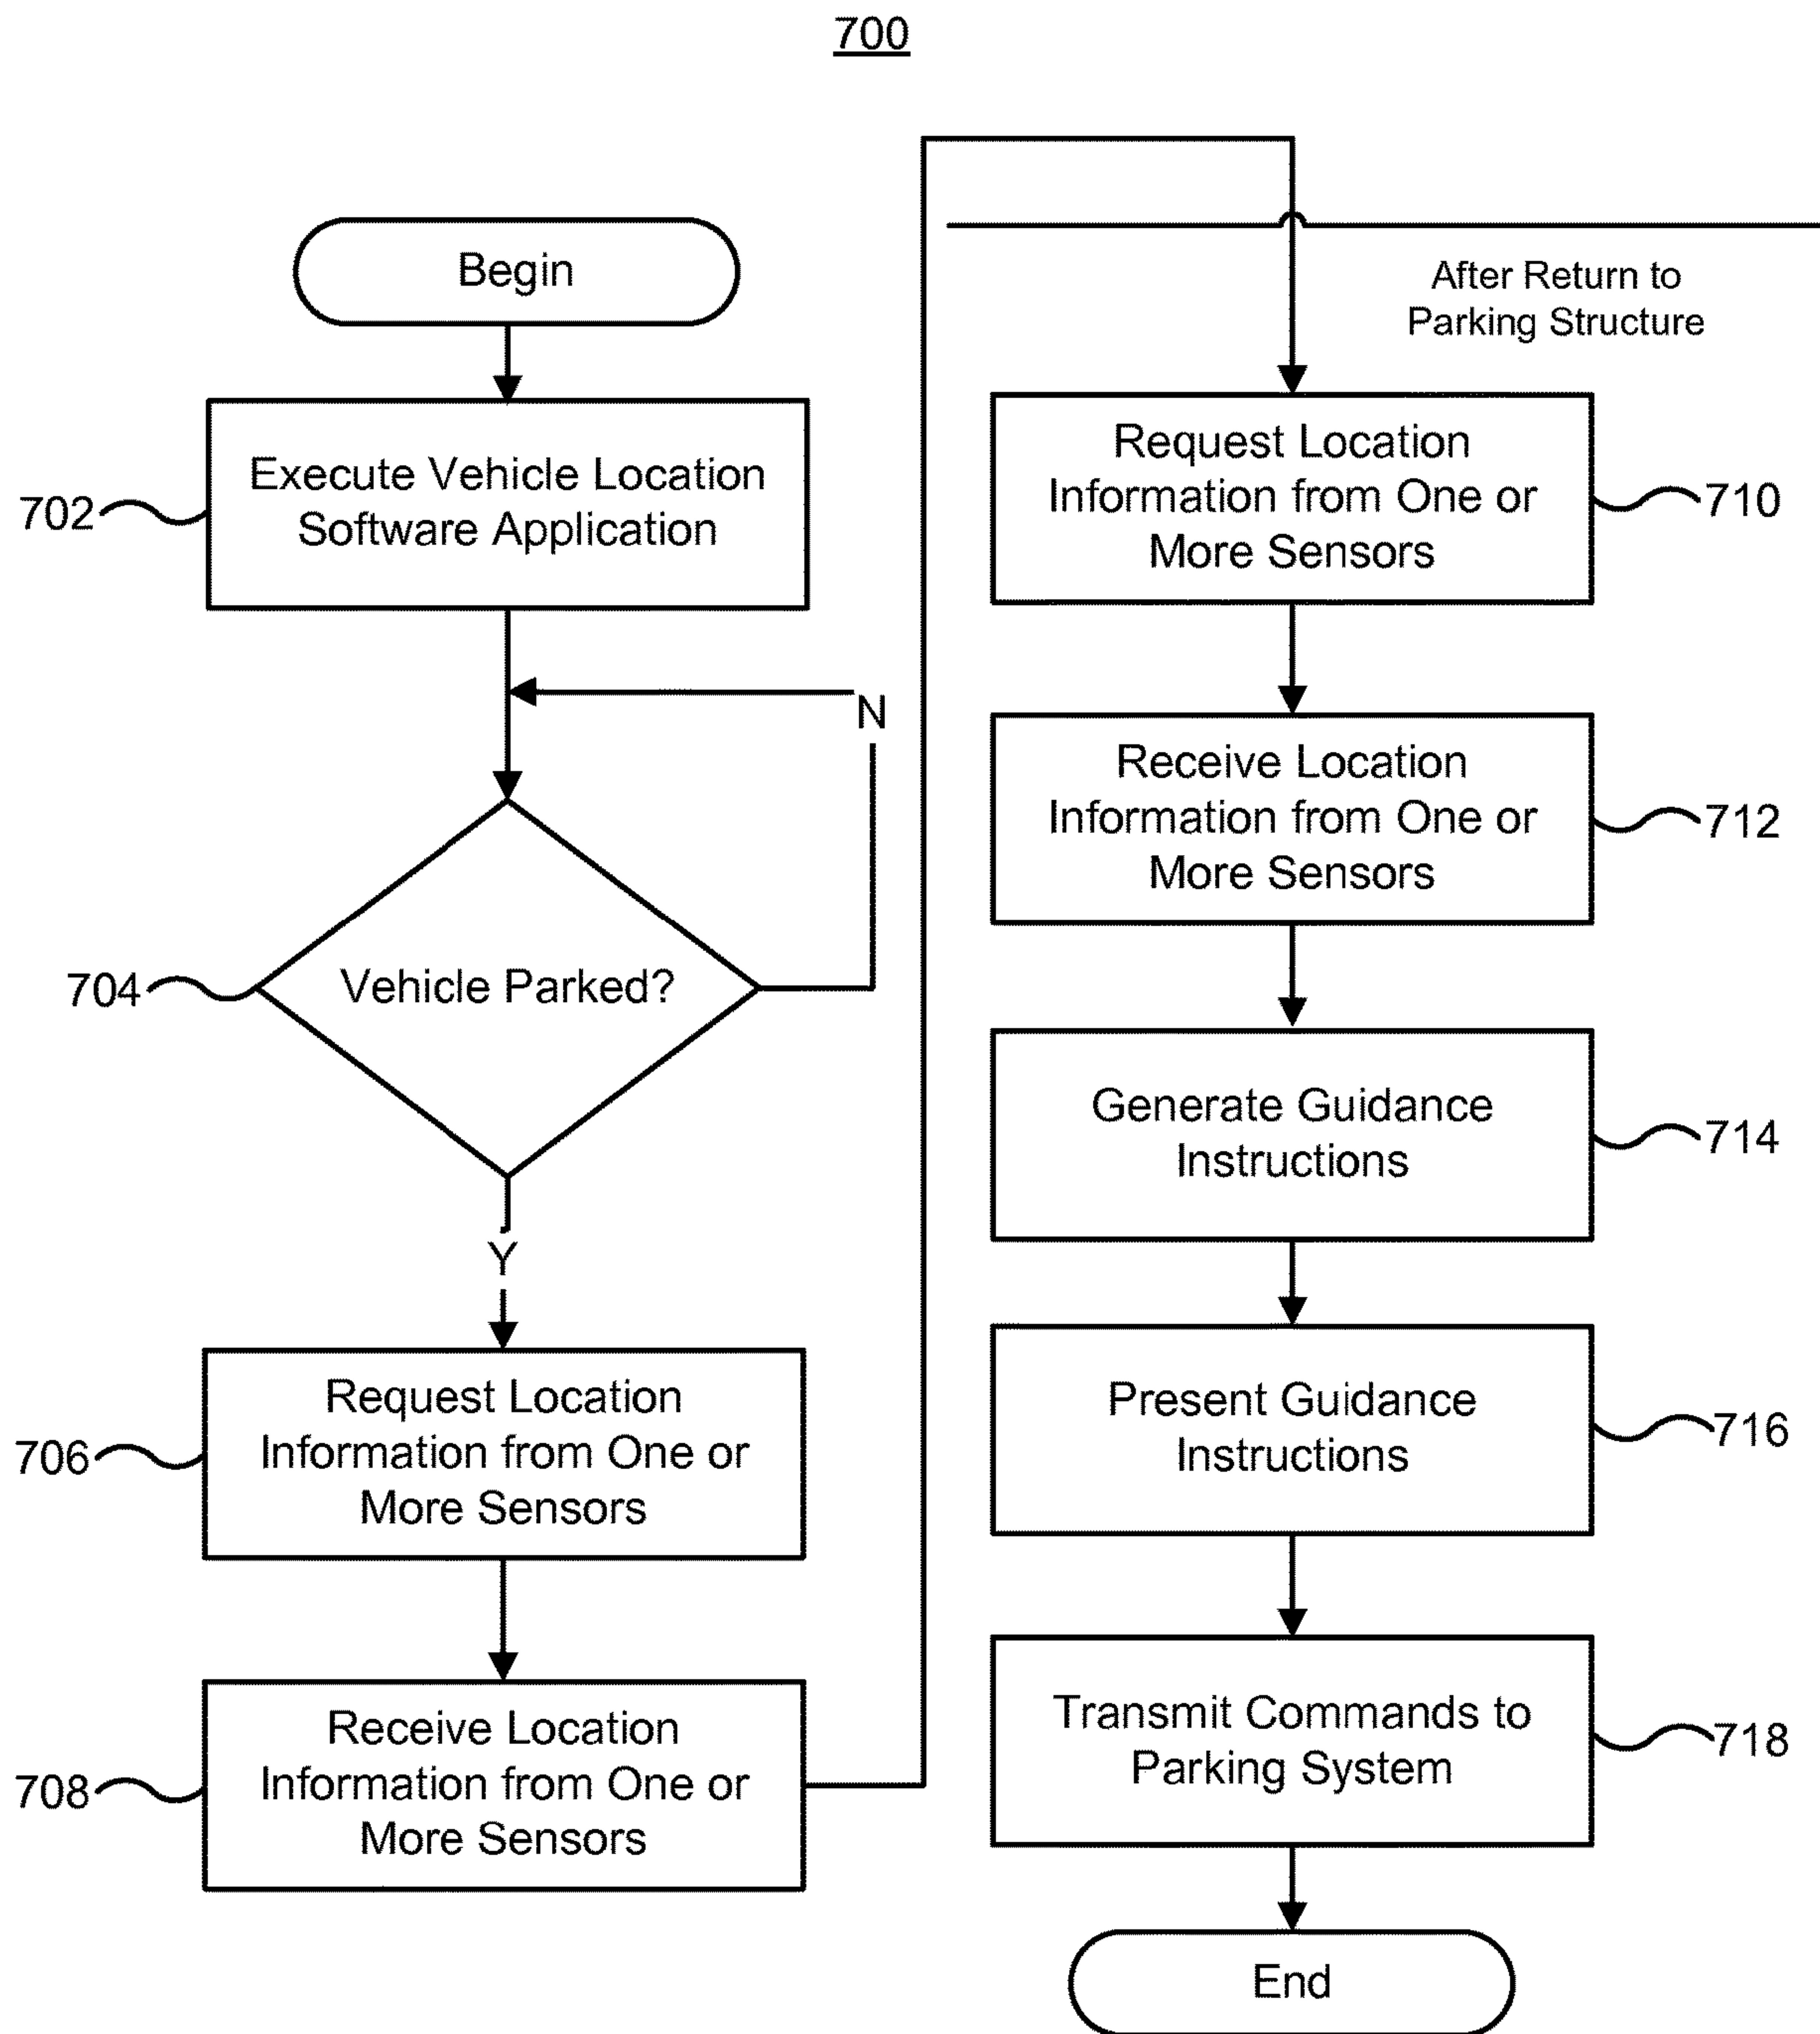 700
Begin
Execute Vehicle Location
Software Application
702
N
Vehicle Parked?
704
Y
Request Location
Information from One or
More Sensors
706
Receive Location
Information from One or
More Sensors
708
After Return to
Parking Structure
Request Location
Information from One or
More Sensors
710
Receive Location
Information from One or
More Sensors
712
Generate Guidance
Instructions
714
Present Guidance
Instructions
716
Transmit Commands to
Parking System
718
End